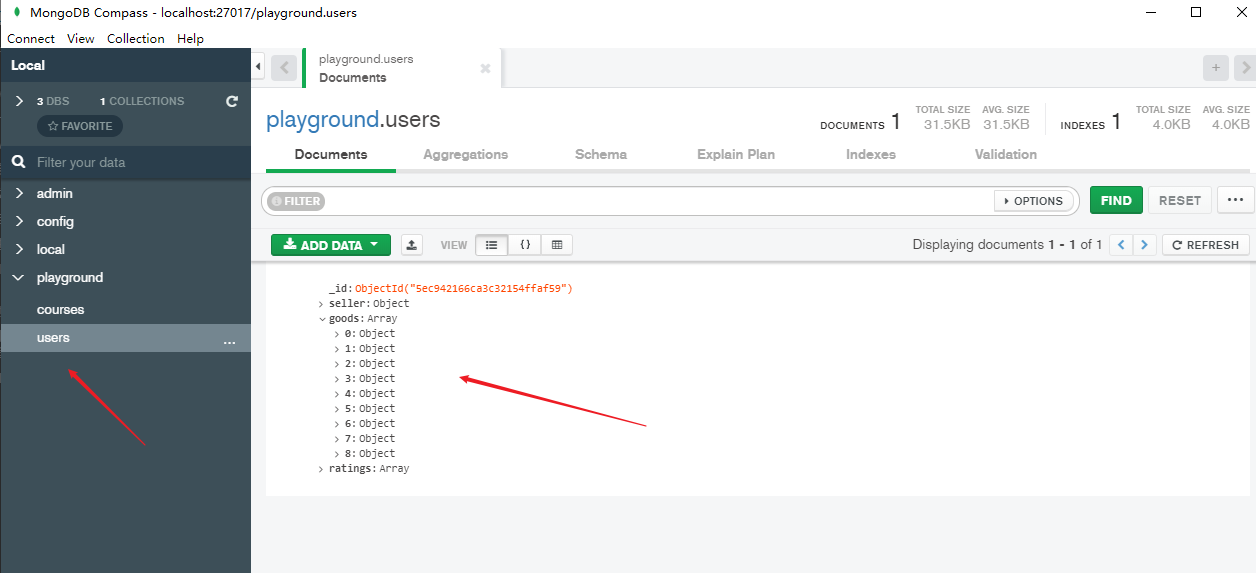 MongoDB Compass - localhost:27017/playground.users
Connect View Collection Help
Local
3 DBS 1 COLLECTIONS
FAVORITE
Filter your data
admin
config
local
playground
courses
users ...
playground.users
Documents
playground.users
DOCUMENTS 1 TOTAL SIZE 31.5KB AVG. SIZE 31.5KB INDEXES 1 TOTAL SIZE 4.0KB AVG. SIZE 4.0KB
Documents Aggregations Schema Explain Plan Indexes Validation
FILTER OPTIONS FIND RESET ...
ADD DATA VIEW {} Displaying documents 1 - 1 of 1 REFRESH
_id: ObjectId("5ec942166ca3c32154ffaf59")
seller: Object
goods: Array
0: Object
1: Object
2: Object
3: Object
4: Object
5: Object
6: Object
7: Object
8: Object
ratings: Array